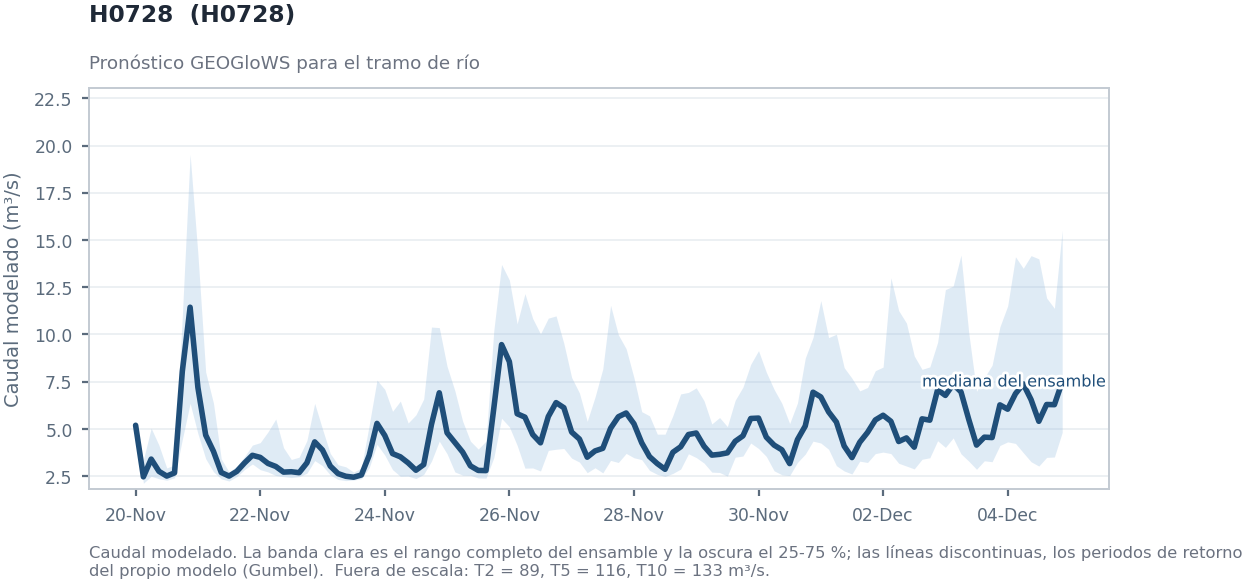 H0728 (H0728)
Pronóstico GEOGloWS para el tramo de río
Caudal modelado (m³/s)
22.5
20.0
17.5
15.0
12.5
10.0
7.5
5.0
2.5
mediana del ensamble
20-Nov 22-Nov 24-Nov 26-Nov 28-Nov 30-Nov 02-Dec 04-Dec
Caudal modelado. La banda clara es el rango completo del ensamble y la oscura el 25-75 %; las líneas discontinuas, los periodos de retorno
del propio modelo (Gumbel).  Fuera de escala: T2 = 89, T5 = 116, T10 = 133 m³/s.